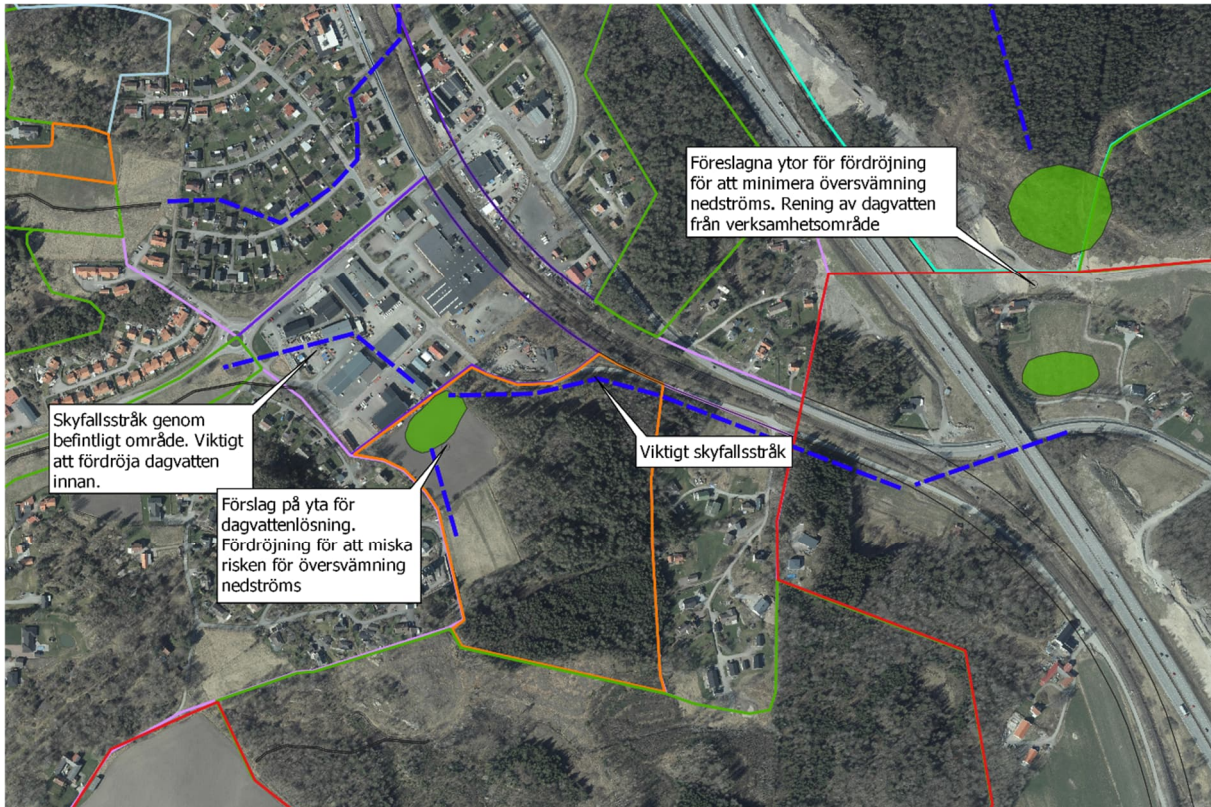 Föreslagna ytor för fördröjning
för att minimera översvämning
nedströms. Rening av dagvatten
från verksamhetsområde
Skyfallsstråk genom
befintligt område. Viktigt
att fördröja dagvatten
innan.
Viktigt skyfallsstråk
Förslag på yta för
dagvattenlösning.
Fördröjning för att miska
risken för översvämning
nedströms